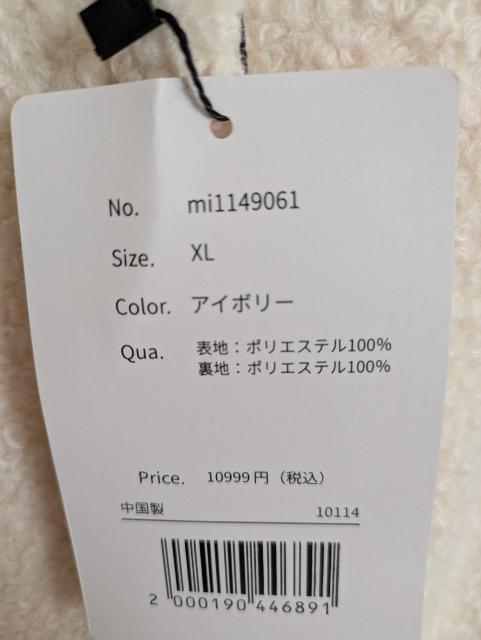 No. mi1149061
Size. XL
Color. アイボリー
Qua. 表地：ポリエステル100%
裏地：ポリエステル100%
Price. 10999円（税込）
中国製 10114
2 000190 446891